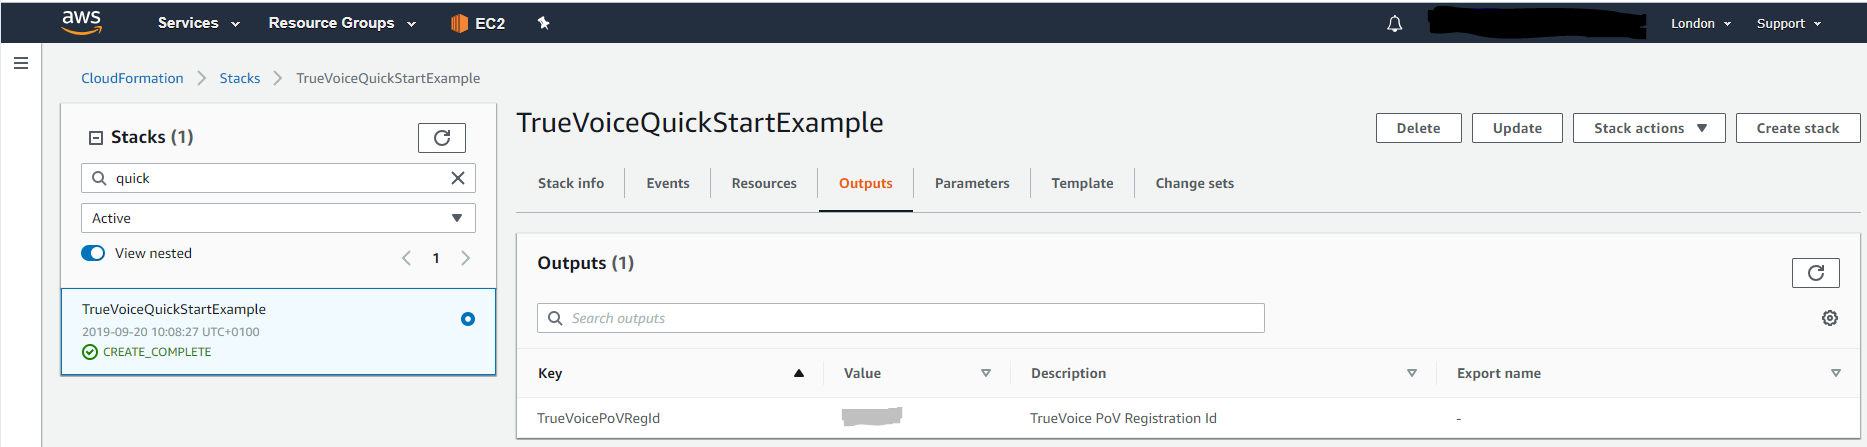 aws Services Resource Groups EC2 London Support
CloudFormation Stacks TrueVoiceQuickStartExample
Stacks (1)
quick
Active
View nested
1
TrueVoiceQuickStartExample
2019-09-20 10:08:27 UTC+0100
CREATE_COMPLETE
TrueVoiceQuickStartExample
Delete Update Stack actions Create stack
Stack info Events Resources Outputs Parameters Template Change sets
Outputs (1)
Search outputs
Key Value Description Export name
TrueVoicePoVRegId TrueVoice PoV Registration Id -